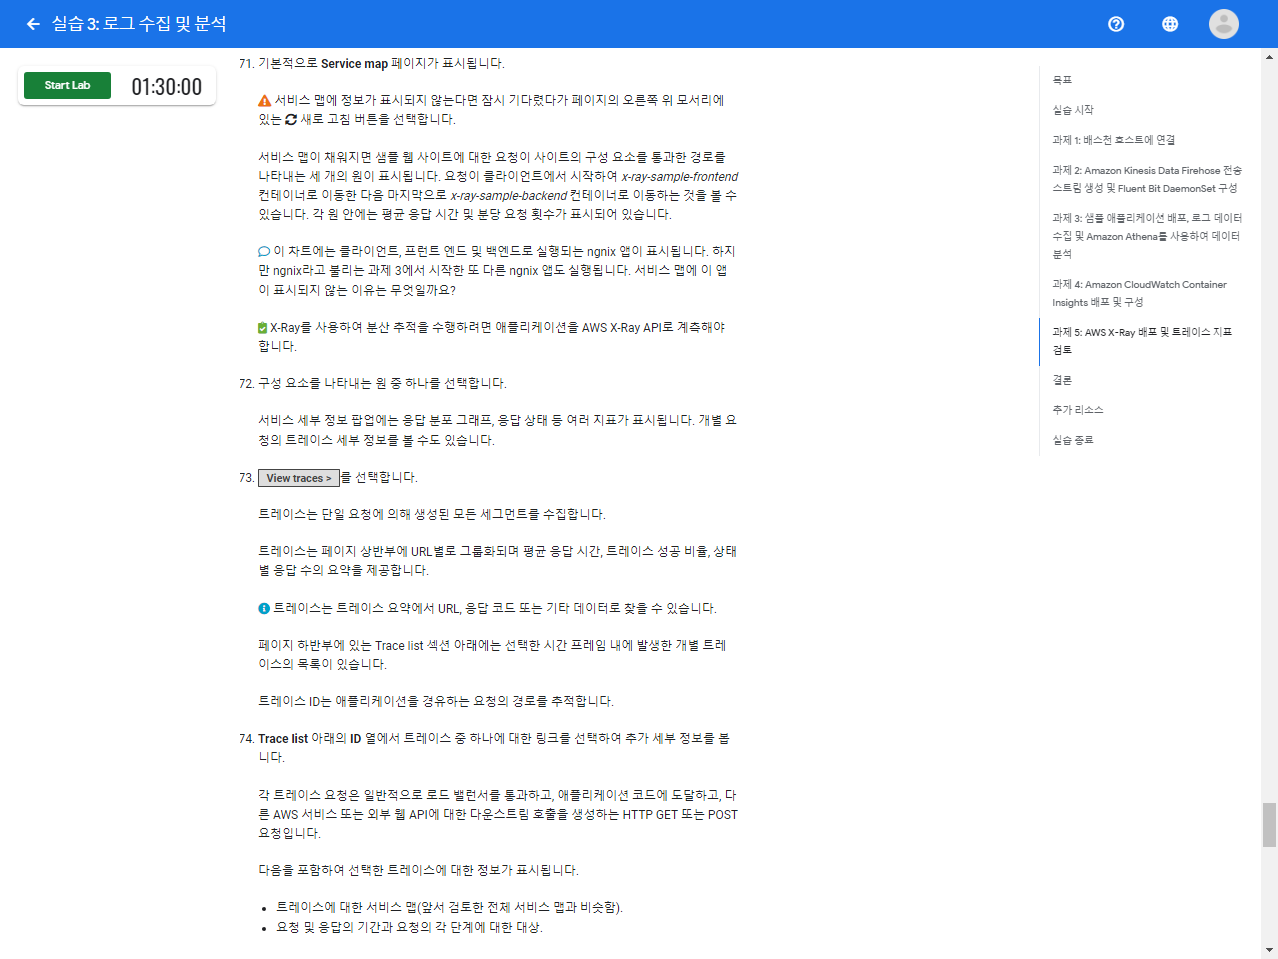 실습 3: 로그 수집 및 분석
Start Lab
01:30:00
71. 기본적으로 Service map 페이지가 표시됩니다.
서비스 맵에 정보가 표시되지 않는다면 잠시 기다렸다가 페이지의 오른쪽 위 모서리에
있는 새로 고침 버튼을 선택합니다.
서비스 맵이 채워지면 샘플 웹 사이트에 대한 요청이 사이트의 구성 요소를 통과한 경로를
나타내는 세 개의 원이 표시됩니다. 요청이 클라이언트에서 시작하여 x-ray-sample-frontend
컨테이너로 이동한 다음 마지막으로 x-ray-sample-backend 컨테이너로 이동하는 것을 볼 수
있습니다. 각 원 안에는 평균 응답 시간 및 분당 요청 횟수가 표시되어 있습니다.
이 차트에는 클라이언트, 프런트 엔드 및 백엔드로 실행되는 ngnix 앱이 표시됩니다. 하지
만 ngnix라고 불리는 과제 3에서 시작한 또 다른 ngnix 앱도 실행됩니다. 서비스 맵에 이 앱
이 표시되지 않는 이유는 무엇일까요?
X-Ray를 사용하여 분산 추적을 수행하려면 애플리케이션을 AWS X-Ray API로 계측해야
합니다.
72. 구성 요소를 나타내는 원 중 하나를 선택합니다.
서비스 세부 정보 팝업에는 응답 분포 그래프, 응답 상태 등 여러 지표가 표시됩니다. 개별 요
청의 트레이스 세부 정보를 볼 수도 있습니다.
73. View traces > 를 선택합니다.
트레이스는 단일 요청에 의해 생성된 모든 세그먼트를 수집합니다.
트레이스는 페이지 상반부에 URL별로 그룹화되며 평균 응답 시간, 트레이스 성공 비율, 상태
별 응답 수의 요약을 제공합니다.
트레이스는 트레이스 요약에서 URL, 응답 코드 또는 기타 데이터로 찾을 수 있습니다.
페이지 하반부에 있는 Trace list 섹션 아래에는 선택한 시간 프레임 내에 발생한 개별 트레
이스의 목록이 있습니다.
트레이스 ID는 애플리케이션을 경유하는 요청의 경로를 추적합니다.
74. Trace list 아래의 ID 열에서 트레이스 중 하나에 대한 링크를 선택하여 추가 세부 정보를 봅
니다.
각 트레이스 요청은 일반적으로 로드 밸런서를 통과하고, 애플리케이션 코드에 도달하고, 다
른 AWS 서비스 또는 외부 웹 API에 대한 다운스트림 호출을 생성하는 HTTP GET 또는 POST
요청입니다.
다음을 포함하여 선택한 트레이스에 대한 정보가 표시됩니다.
• 트레이스에 대한 서비스 맵(앞서 검토한 전체 서비스 맵과 비슷함).
• 요청 및 응답의 기간과 요청의 각 단계에 대한 대상.
목표
실습 시작
과제 1: 배스천 호스트에 연결
과제 2: Amazon Kinesis Data Firehose 전송
스트림 생성 및 Fluent Bit DaemonSet 구성
과제 3: 샘플 애플리케이션 배포, 로그 데이터
수집 및 Amazon Athena를 사용하여 데이터
분석
과제 4: Amazon CloudWatch Container
Insights 배포 및 구성
과제 5: AWS X-Ray 배포 및 트레이스 지표
검토
결론
추가 리소스
실습 종료